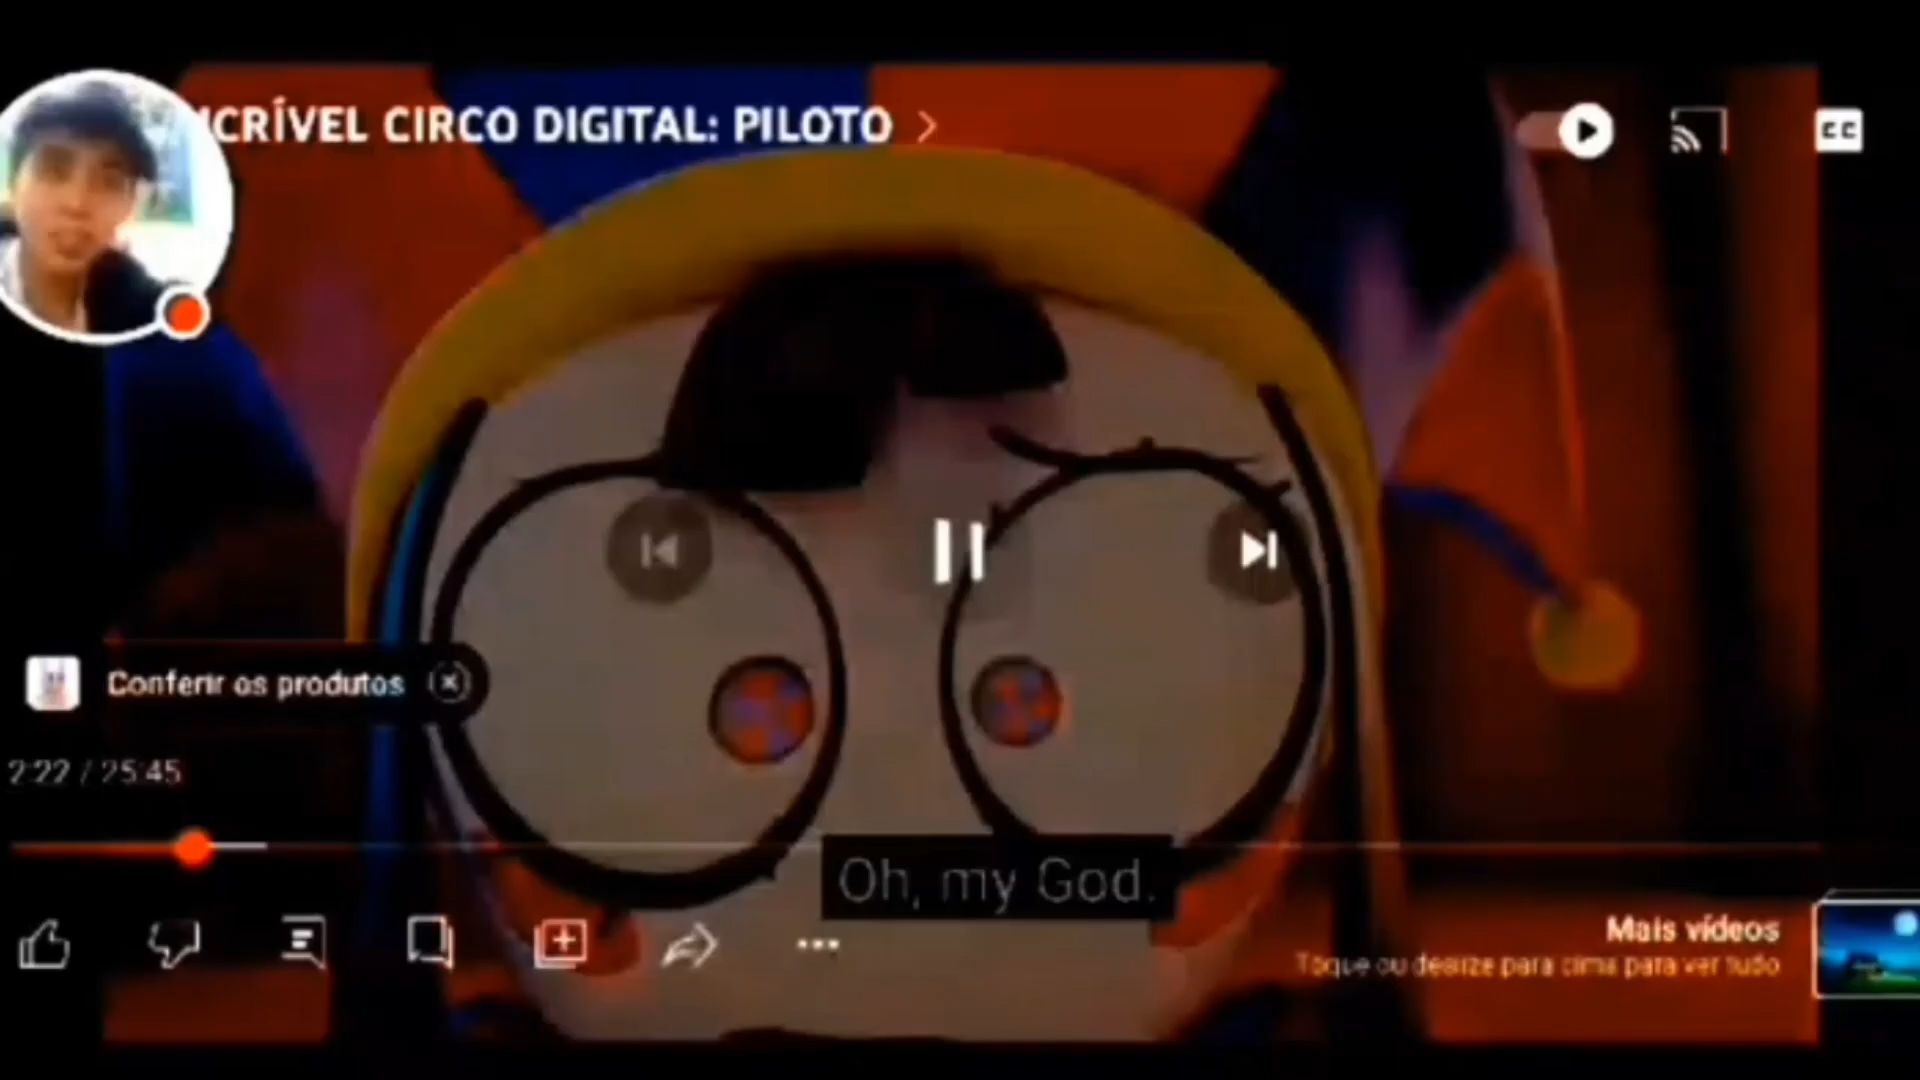 CRÍVEL CIRCO DIGITAL: PILOTO
CC
Conferir os produtos
2:22 / 25:45
Oh, my God.
Mais vídeos
Toque ou deslize para cima para ver tudo